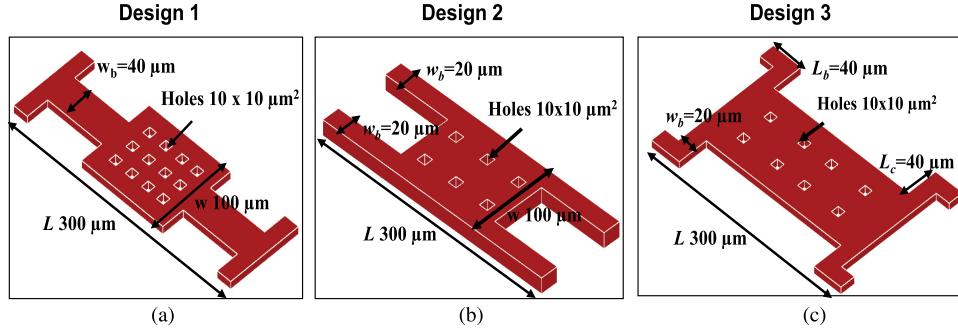 Design 1
Design 2
Design 3
w_b=40 µm
Holes 10 x 10 µm²
w 100 µm
L 300 µm
(a)
w_b=20 µm
Holes 10x10 µm²
w_b=20 µm
w 100 µm
L 300 µm
(b)
L_b=40 µm
Holes 10x10 µm²
w_b=20 µm
L_c=40 µm
L 300 µm
(c)